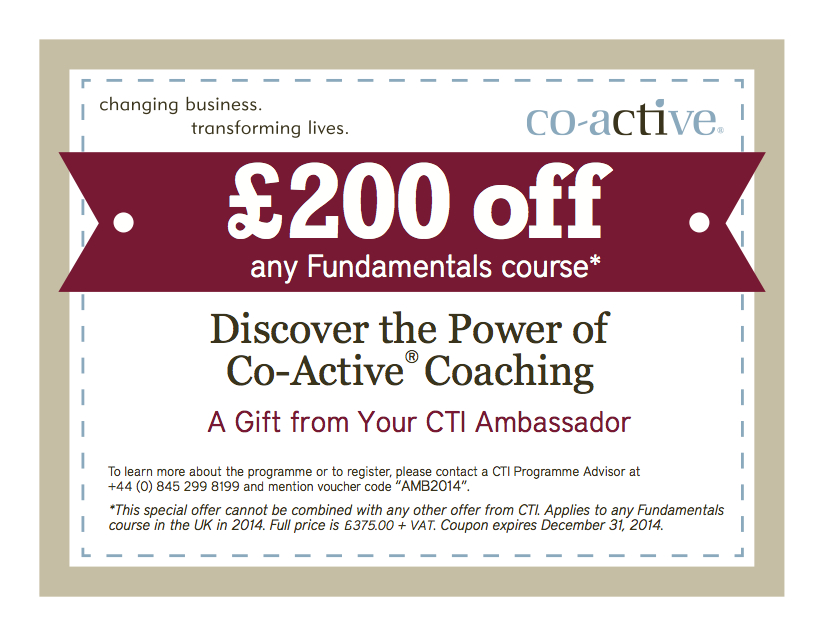 changing business.
transforming lives.
co-active®
£200 off
any Fundamentals course*
Discover the Power of
Co-Active® Coaching
A Gift from Your CTI Ambassador
To learn more about the programme or to register, please contact a CTI Programme Advisor at
+44 (0) 845 299 8199 and mention voucher code “AMB2014”.
*This special offer cannot be combined with any other offer from CTI. Applies to any Fundamentals
course in the UK in 2014. Full price is £375.00 + VAT. Coupon expires December 31, 2014.